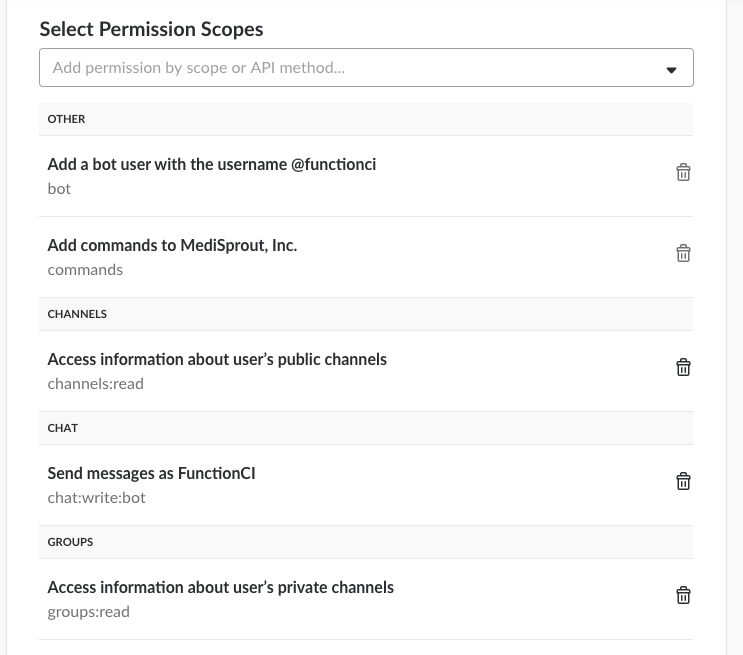 Select Permission Scopes
Add permission by scope or API method...
OTHER
Add a bot user with the username @functionci
bot
Add commands to MediSprout, Inc.
commands
CHANNELS
Access information about user’s public channels
channels:read
CHAT
Send messages as FunctionCI
chat:write:bot
GROUPS
Access information about user’s private channels
groups:read